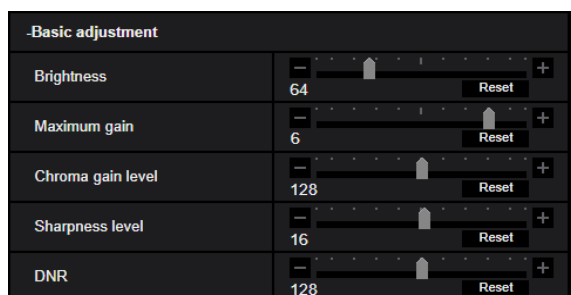 -Basic adjustment
Brightness
64 Reset
Maximum gain
6 Reset
Chroma gain level
128 Reset
Sharpness level
16 Reset
DNR
128 Reset